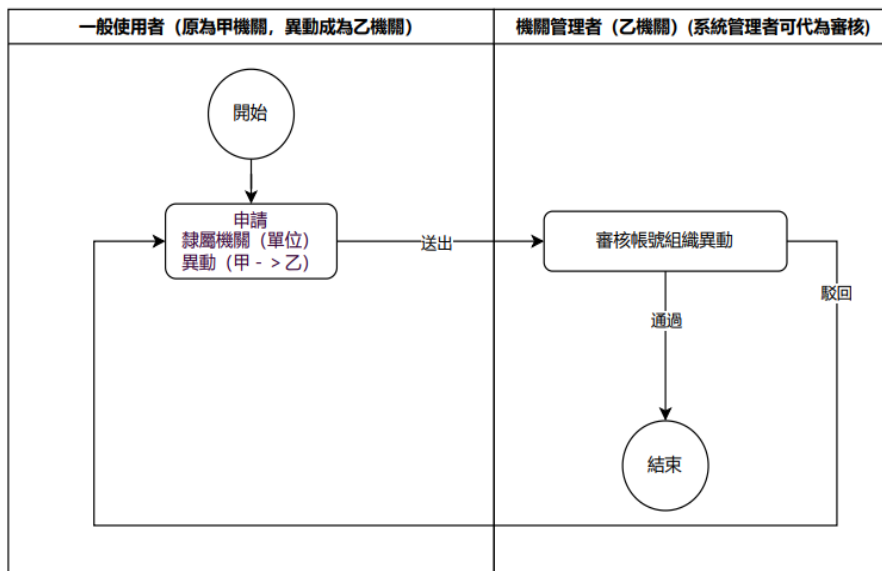 一般使用者（原為甲機關，異動成為乙機關）
機關管理者（乙機關）(系統管理者可代為審核)
開始
申請
隸屬機關（單位）
異動（甲 - > 乙）
送出
審核帳號組織異動
駁回
通過
結束